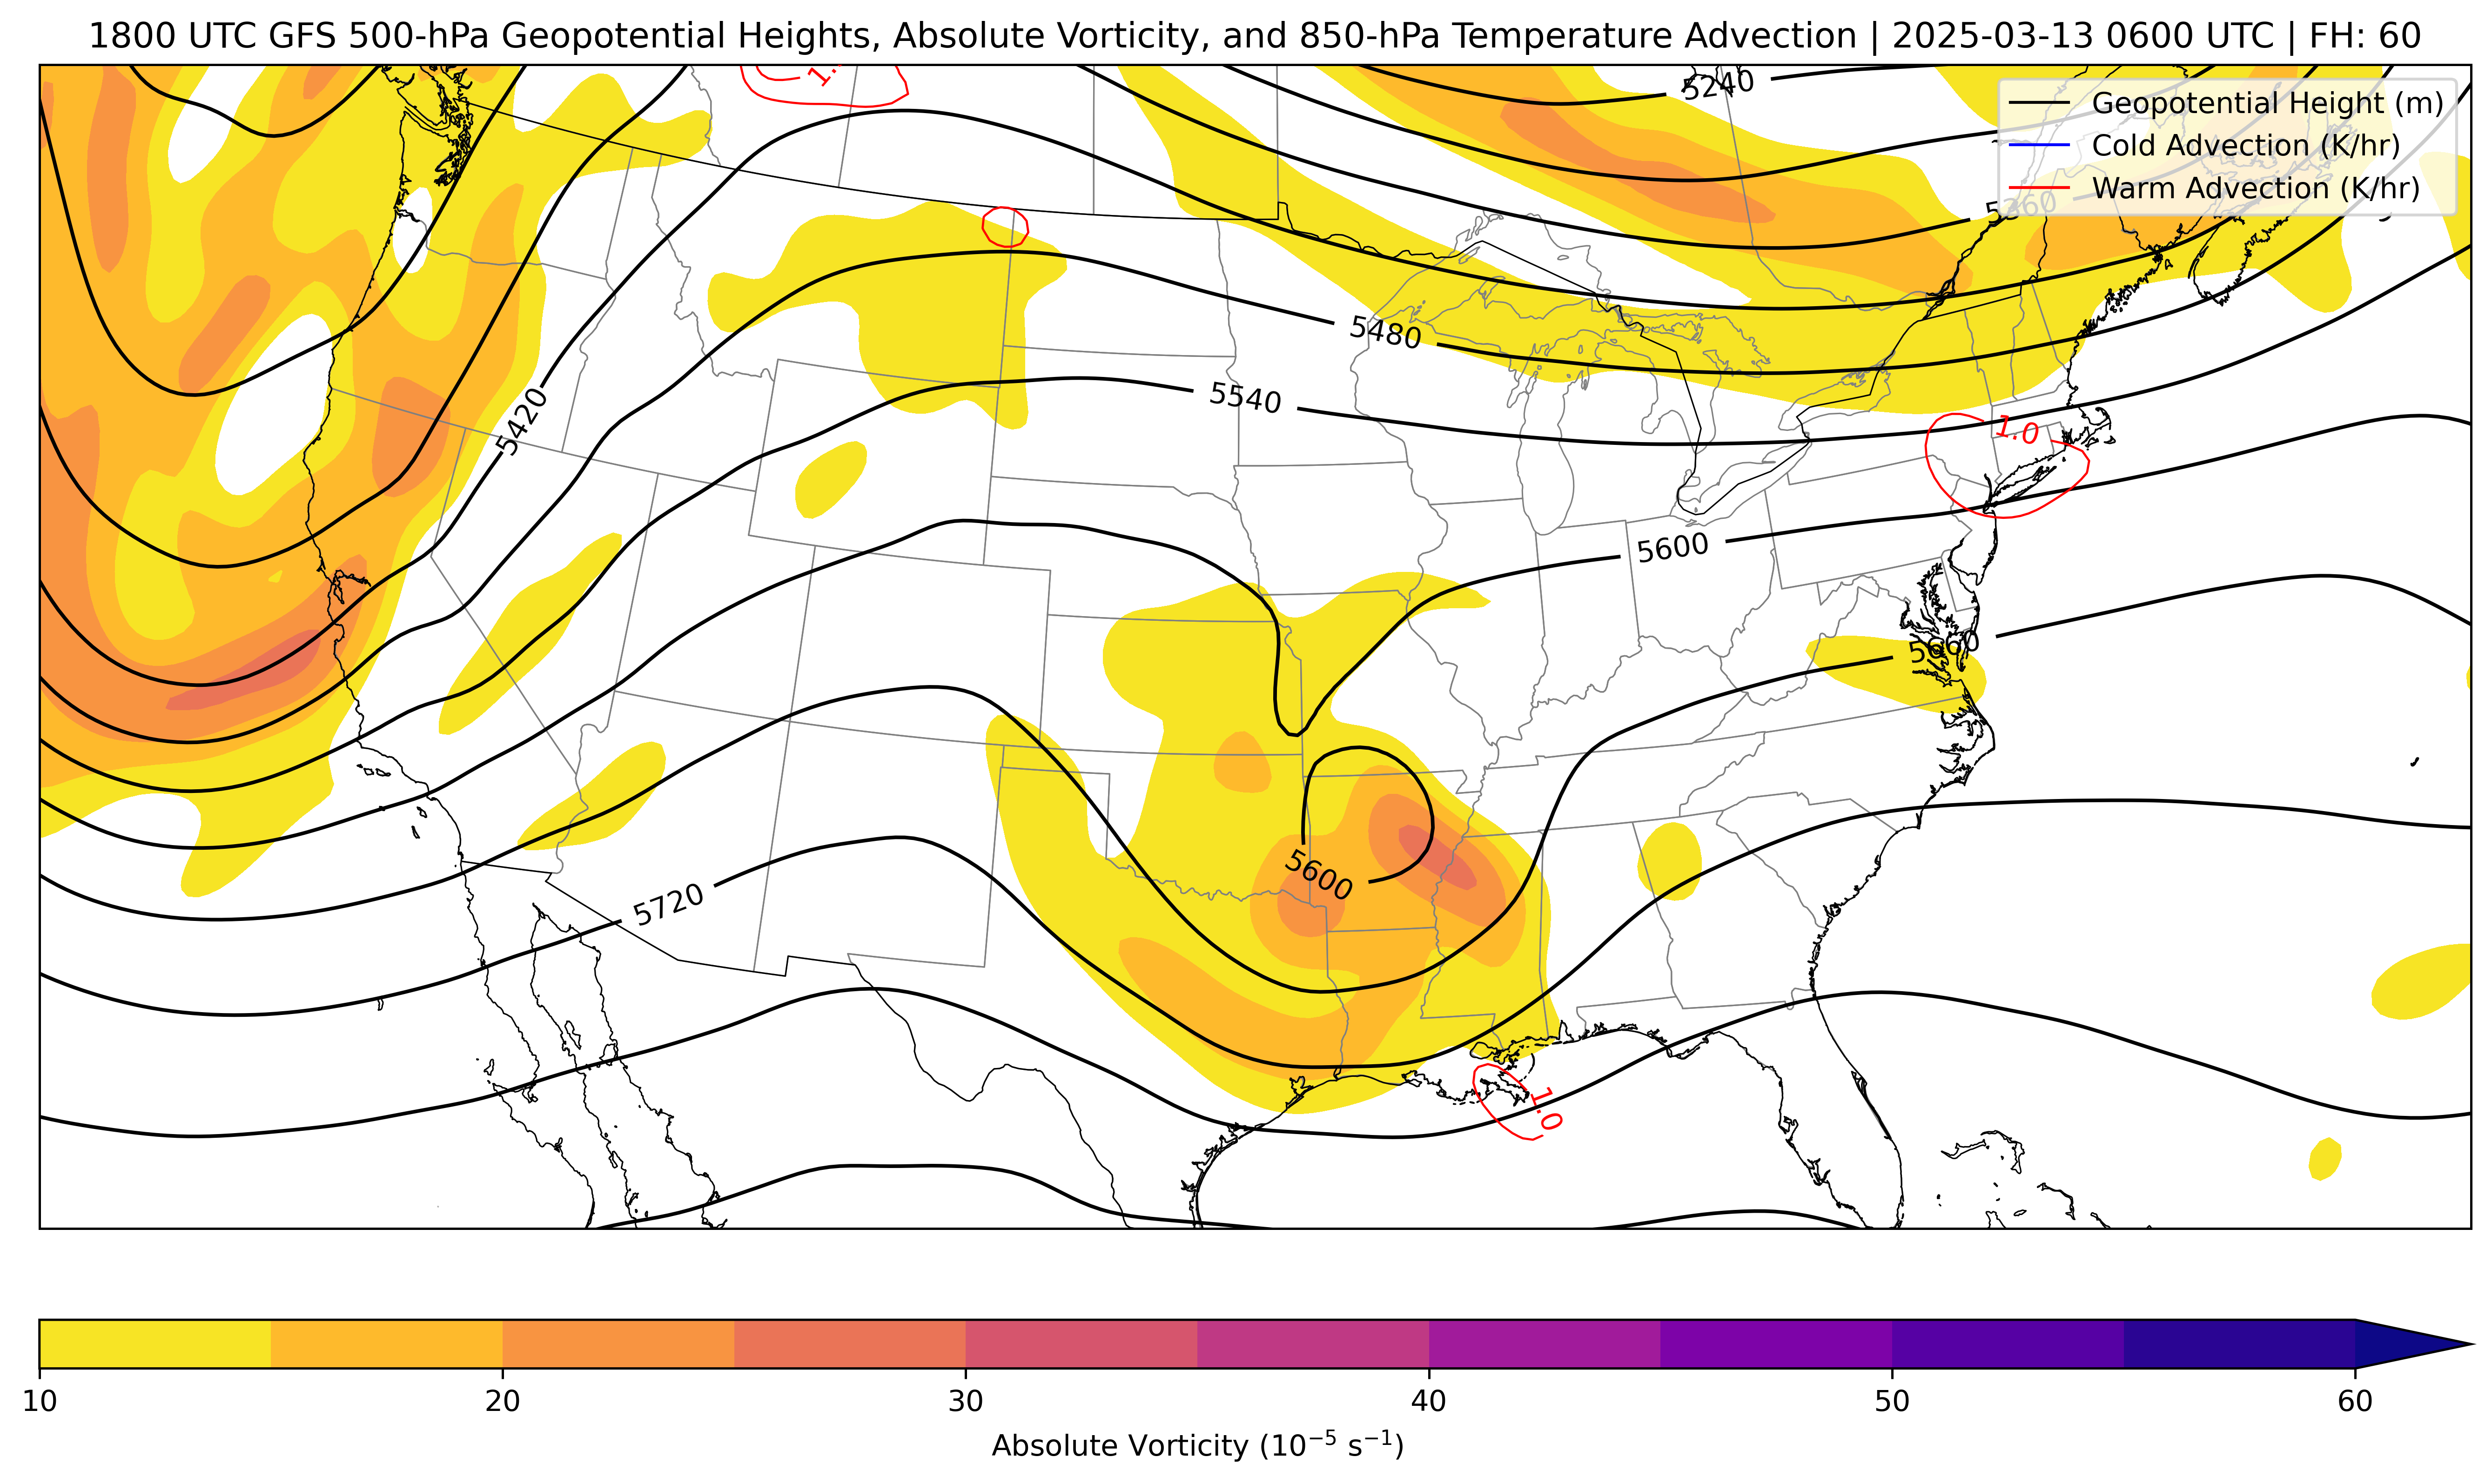 1800 UTC GFS 500-hPa Geopotential Heights, Absolute Vorticity, and 850-hPa Temperature Advection | 2025-03-13 0600 UTC | FH: 60
5240
Geopotential Height (m)
Cold Advection (K/hr)
Warm Advection (K/hr)
5360
5480
5540
5420
1.0
5600
5660
5600
5720
1.0
10 20 30 40 50 60
Absolute Vorticity (10⁻⁵ s⁻¹)